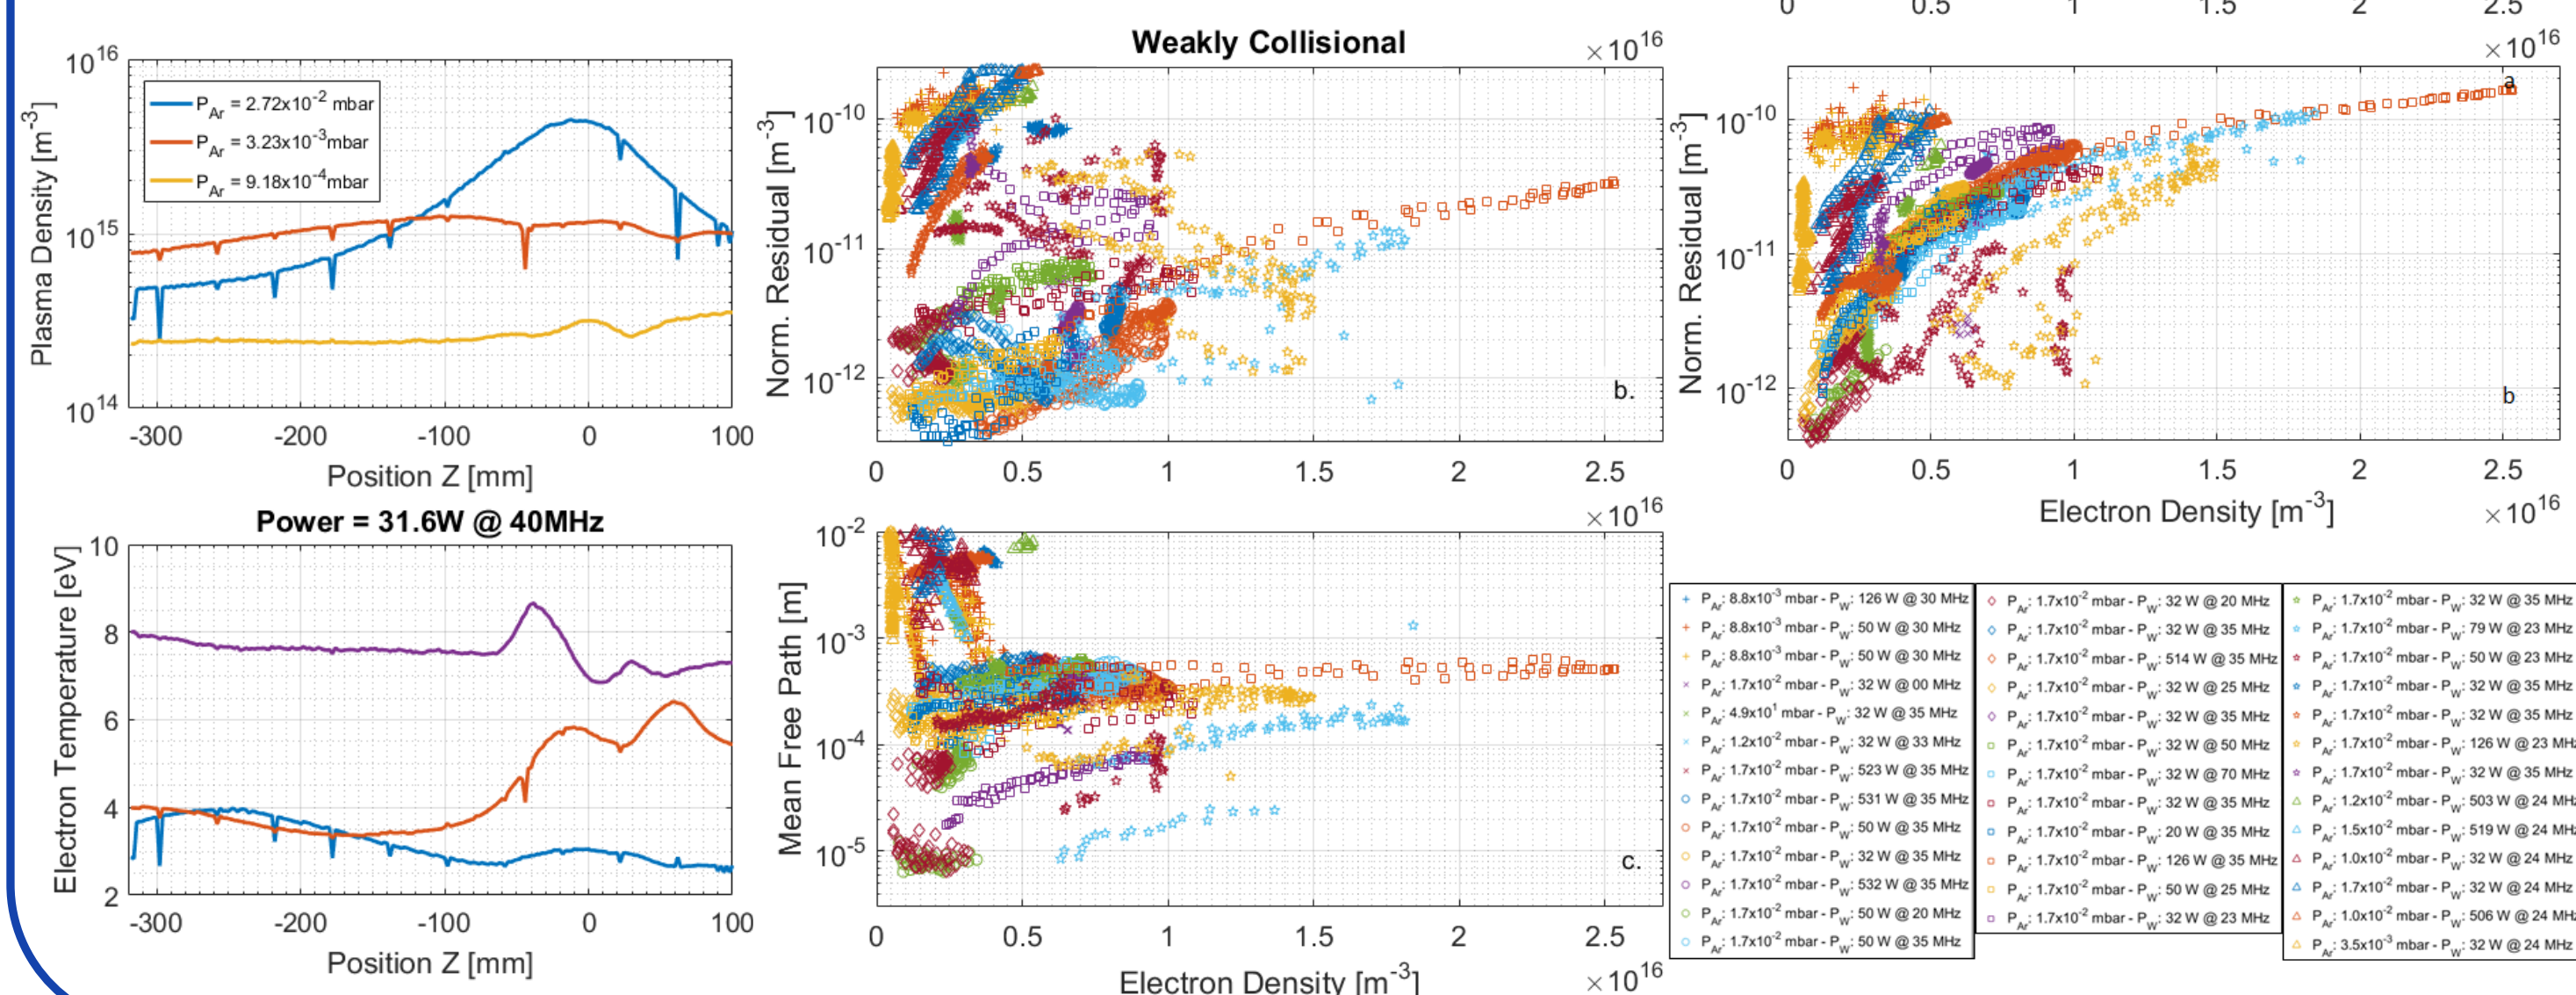 10^16
10^15
10^14
Plasma Density [m^-3]
P_Ar = 2.72x10^-2 mbar
P_Ar = 3.23x10^-3mbar
P_Ar = 9.18x10^-4mbar
-300 -200 -100 0 100
Position Z [mm]
Power = 31.6W @ 40MHz
10
8
6
4
2
Electron Temperature [eV]
-300 -200 -100 0 100
Position Z [mm]
Weakly Collisional
×10^16
10^-10
10^-11
10^-12
Norm. Residual [m^-3]
b.
0 0.5 1 1.5 2 2.5
×10^16
10^-2
10^-3
10^-4
10^-5
Mean Free Path [m]
c.
0 0.5 1 1.5 2 2.5
Electron Density [m^-3]
×10^16
0 0.5 1 1.5 2 2.5
×10^16
a
10^-10
10^-11
10^-12
Norm. Residual [m^-3]
b
0 0.5 1 1.5 2 2.5
Electron Density [m^-3]
×10^16
P_Ar: 8.8x10^-3 mbar - P_W: 126 W @ 30 MHz
P_Ar: 8.8x10^-3 mbar - P_W: 50 W @ 30 MHz
P_Ar: 8.8x10^-3 mbar - P_W: 50 W @ 30 MHz
P_Ar: 1.7x10^-2 mbar - P_W: 32 W @ 00 MHz
P_Ar: 4.9x10^1 mbar - P_W: 32 W @ 35 MHz
P_Ar: 1.2x10^-2 mbar - P_W: 32 W @ 33 MHz
P_Ar: 1.7x10^-2 mbar - P_W: 523 W @ 35 MHz
P_Ar: 1.7x10^-2 mbar - P_W: 531 W @ 35 MHz
P_Ar: 1.7x10^-2 mbar - P_W: 50 W @ 35 MHz
P_Ar: 1.7x10^-2 mbar - P_W: 32 W @ 35 MHz
P_Ar: 1.7x10^-2 mbar - P_W: 532 W @ 35 MHz
P_Ar: 1.7x10^-2 mbar - P_W: 50 W @ 20 MHz
P_Ar: 1.7x10^-2 mbar - P_W: 50 W @ 35 MHz
P_Ar: 1.7x10^-2 mbar - P_W: 32 W @ 20 MHz
P_Ar: 1.7x10^-2 mbar - P_W: 32 W @ 35 MHz
P_Ar: 1.7x10^-2 mbar - P_W: 514 W @ 35 MHz
P_Ar: 1.7x10^-2 mbar - P_W: 32 W @ 25 MHz
P_Ar: 1.7x10^-2 mbar - P_W: 32 W @ 35 MHz
P_Ar: 1.7x10^-2 mbar - P_W: 32 W @ 50 MHz
P_Ar: 1.7x10^-2 mbar - P_W: 32 W @ 70 MHz
P_Ar: 1.7x10^-2 mbar - P_W: 32 W @ 35 MHz
P_Ar: 1.7x10^-2 mbar - P_W: 20 W @ 35 MHz
P_Ar: 1.7x10^-2 mbar - P_W: 126 W @ 35 MHz
P_Ar: 1.7x10^-2 mbar - P_W: 50 W @ 25 MHz
P_Ar: 1.7x10^-2 mbar - P_W: 32 W @ 23 MHz
P_Ar: 1.7x10^-2 mbar - P_W: 32 W @ 35 MHz
P_Ar: 1.7x10^-2 mbar - P_W: 79 W @ 23 MHz
P_Ar: 1.7x10^-2 mbar - P_W: 50 W @ 23 MHz
P_Ar: 1.7x10^-2 mbar - P_W: 32 W @ 35 MHz
P_Ar: 1.7x10^-2 mbar - P_W: 32 W @ 35 MHz
P_Ar: 1.7x10^-2 mbar - P_W: 126 W @ 23 MHz
P_Ar: 1.7x10^-2 mbar - P_W: 32 W @ 35 MHz
P_Ar: 1.2x10^-2 mbar - P_W: 503 W @ 24 MHz
P_Ar: 1.5x10^-2 mbar - P_W: 519 W @ 24 MHz
P_Ar: 1.0x10^-2 mbar - P_W: 32 W @ 24 MHz
P_Ar: 1.7x10^-2 mbar - P_W: 32 W @ 24 MHz
P_Ar: 1.0x10^-2 mbar - P_W: 506 W @ 24 MHz
P_Ar: 3.5x10^-3 mbar - P_W: 32 W @ 24 MHz